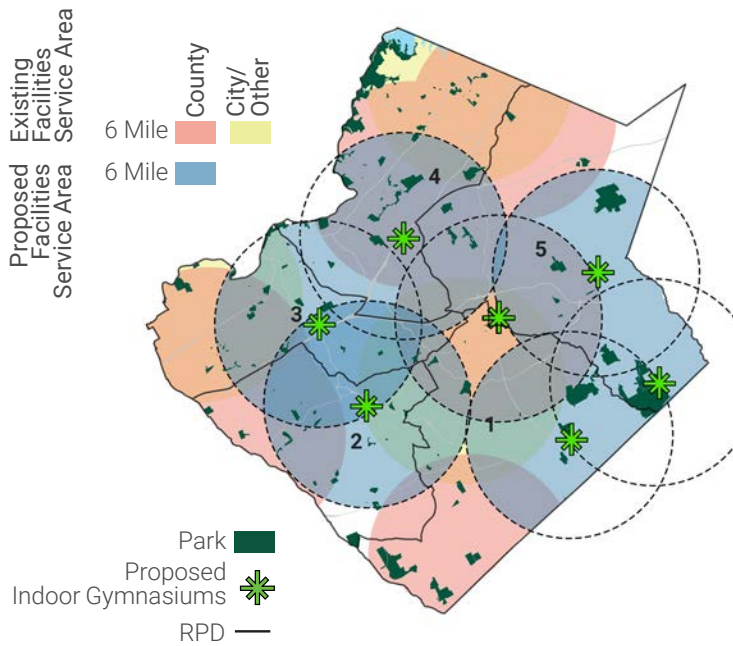 Existing
Facilities
Service Area
County
City/
Other
6 Mile
Proposed
Facilities
Service Area
6 Mile
4
5
3
1
2
Park
Proposed
Indoor Gymnasiums
RPD